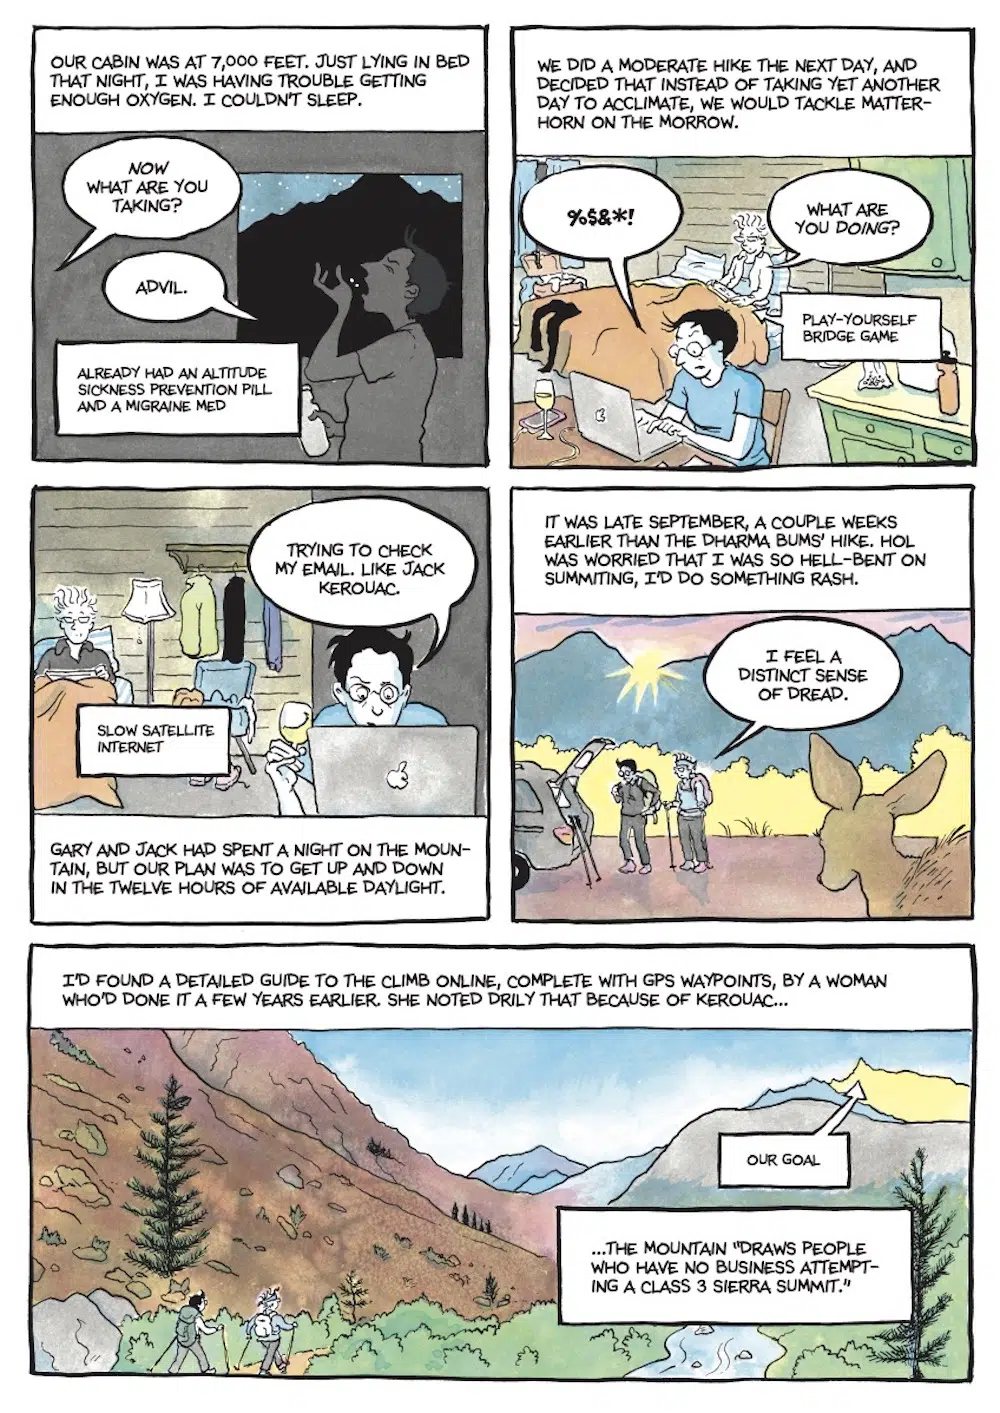 OUR CABIN WAS AT 7,000 FEET. JUST LYING IN BED
THAT NIGHT, I WAS HAVING TROUBLE GETTING
ENOUGH OXYGEN. I COULDN'T SLEEP.
NOW
WHAT ARE YOU
TAKING?
ADVIL.
ALREADY HAD AN ALTITUDE
SICKNESS PREVENTION PILL
AND A MIGRAINE MED
WE DID A MODERATE HIKE THE NEXT DAY, AND
DECIDED THAT INSTEAD OF TAKING YET ANOTHER
DAY TO ACCLIMATE, WE WOULD TACKLE MATTER-
HORN ON THE MORROW.
%$&*!
WHAT ARE
YOU DOING?
PLAY-YOURSELF
BRIDGE GAME
TRYING TO CHECK
MY EMAIL. LIKE JACK
KEROUAC.
SLOW SATELLITE
INTERNET
GARY AND JACK HAD SPENT A NIGHT ON THE MOUN-
TAIN, BUT OUR PLAN WAS TO GET UP AND DOWN
IN THE TWELVE HOURS OF AVAILABLE DAYLIGHT.
IT WAS LATE SEPTEMBER, A COUPLE WEEKS
EARLIER THAN THE DHARMA BUMS' HIKE. HOL
WAS WORRIED THAT I WAS SO HELL-BENT ON
SUMMITING, I'D DO SOMETHING RASH.
I FEEL A
DISTINCT SENSE
OF DREAD.
I'D FOUND A DETAILED GUIDE TO THE CLIMB ONLINE, COMPLETE WITH GPS WAYPOINTS, BY A WOMAN
WHO'D DONE IT A FEW YEARS EARLIER. SHE NOTED DRILY THAT BECAUSE OF KEROUAC...
OUR GOAL
...THE MOUNTAIN "DRAWS PEOPLE
WHO HAVE NO BUSINESS ATTEMPT-
ING A CLASS 3 SIERRA SUMMIT."